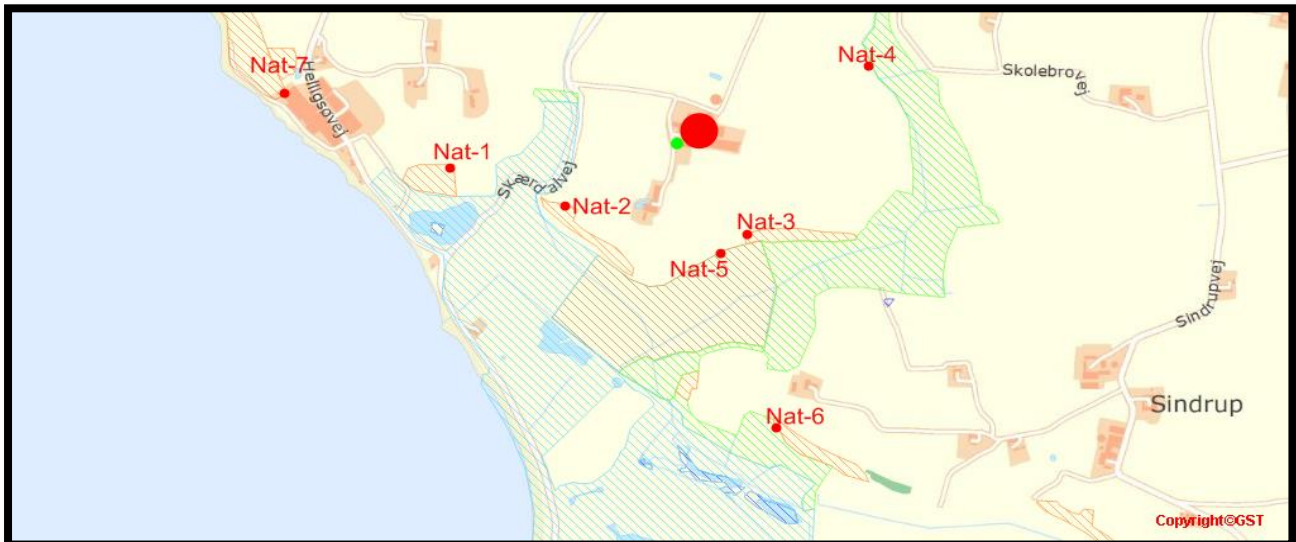 Nat-4
Nat-7
Helligsøvej
Skolebrovej
Nat-1
Skærdalvej
Nat-2
Nat-3
Nat-5
Sindrupvej
Sindrup
Nat-6
Copyright©GST